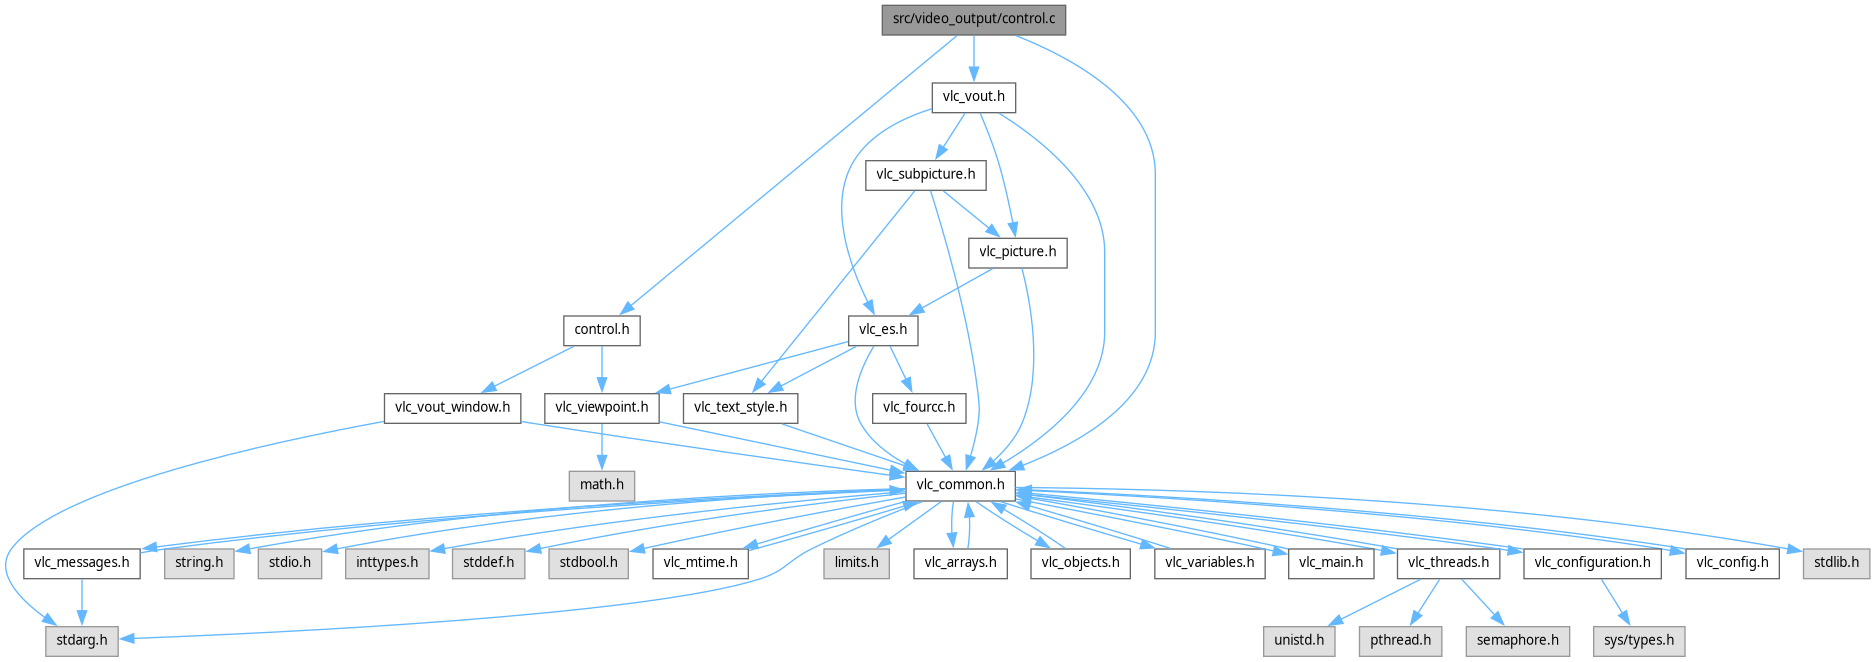 src/video_output/control.c
vlc_vout.h
vlc_subpicture.h
vlc_picture.h
control.h
vlc_es.h
vlc_vout_window.h
vlc_viewpoint.h
vlc_text_style.h
vlc_fourcc.h
math.h
vlc_common.h
vlc_messages.h
string.h
stdio.h
inttypes.h
stddef.h
stdbool.h
vlc_mtime.h
limits.h
vlc_arrays.h
vlc_objects.h
vlc_variables.h
vlc_main.h
vlc_threads.h
vlc_configuration.h
vlc_config.h
stdlib.h
stdarg.h
unistd.h
pthread.h
semaphore.h
sys/types.h